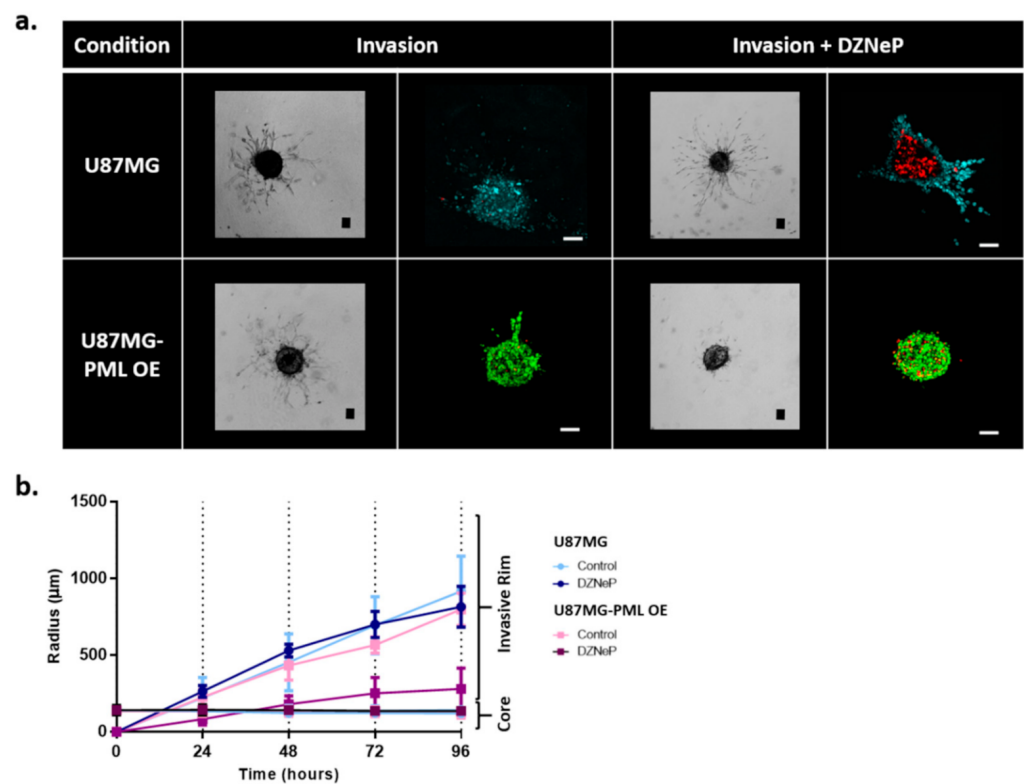 a.
Condition
Invasion
Invasion + DZNeP
U87MG
U87MG-
PML OE
b.
1500
1000
500
0
Radius (µm)
0
24
48
72
96
Time (hours)
Invasive Rim
Core
U87MG
Control
DZNeP
U87MG-PML OE
Control
DZNeP